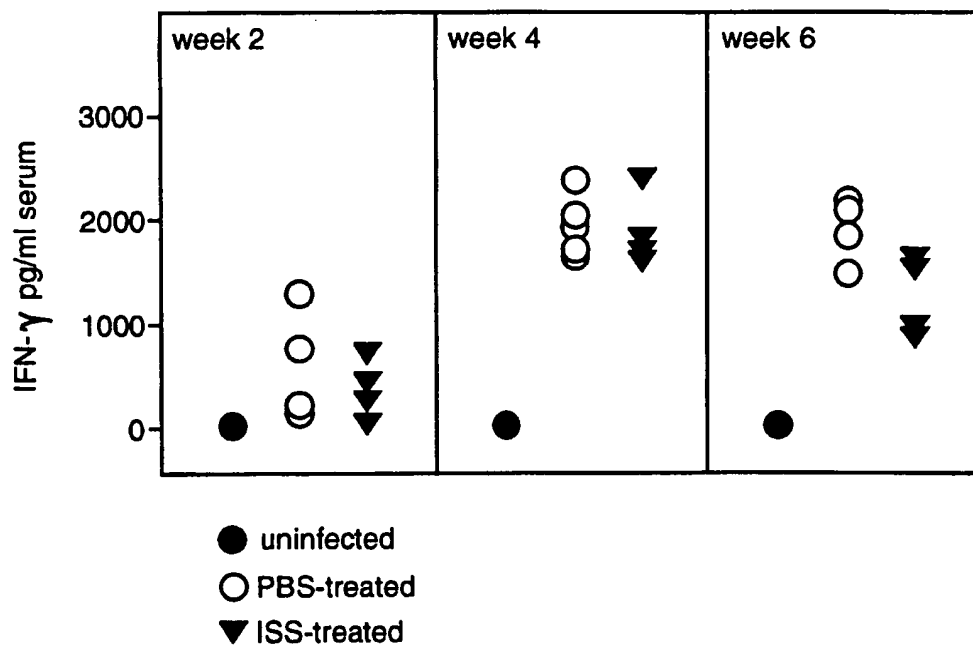 week 2
week 4
week 6
3000
2000
1000
0
IFN-γ pg/ml serum
uninfected
PBS-treated
ISS-treated